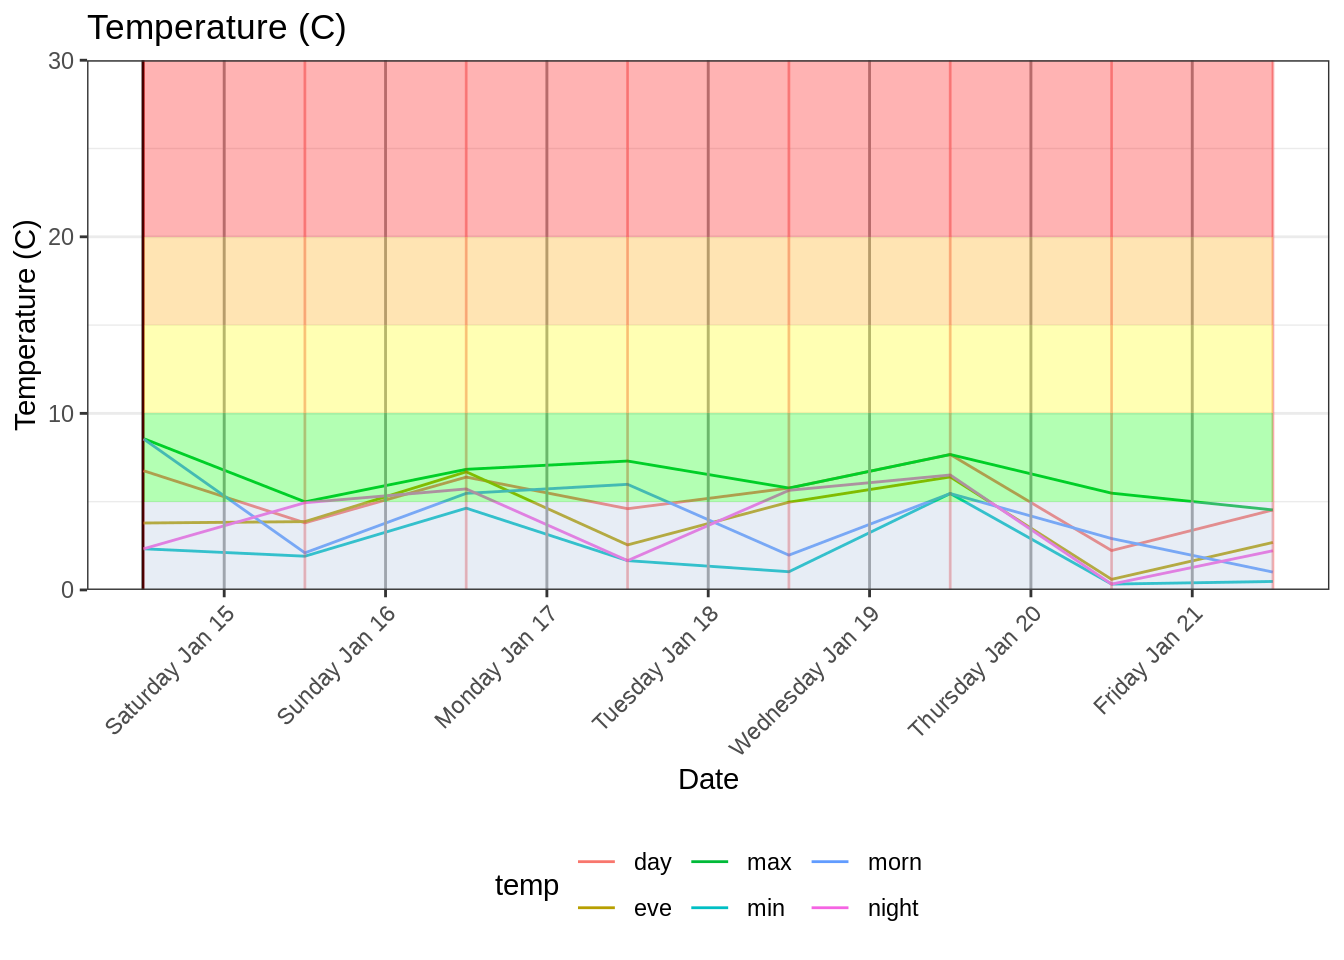 Temperature (C)
30
20
10
0
Temperature (C)
Saturday Jan 15
Sunday Jan 16
Monday Jan 17
Tuesday Jan 18
Wednesday Jan 19
Thursday Jan 20
Friday Jan 21
Date
temp
day
max
morn
eve
min
night